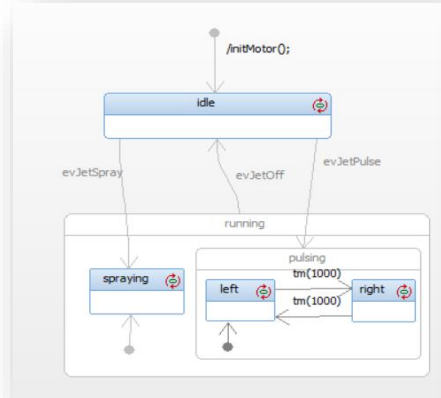 /initMotor();
idle
evJetSpray
evJetOff
evJetPulse
running
pulsing
spraying
left
tm(1000)
right
tm(1000)